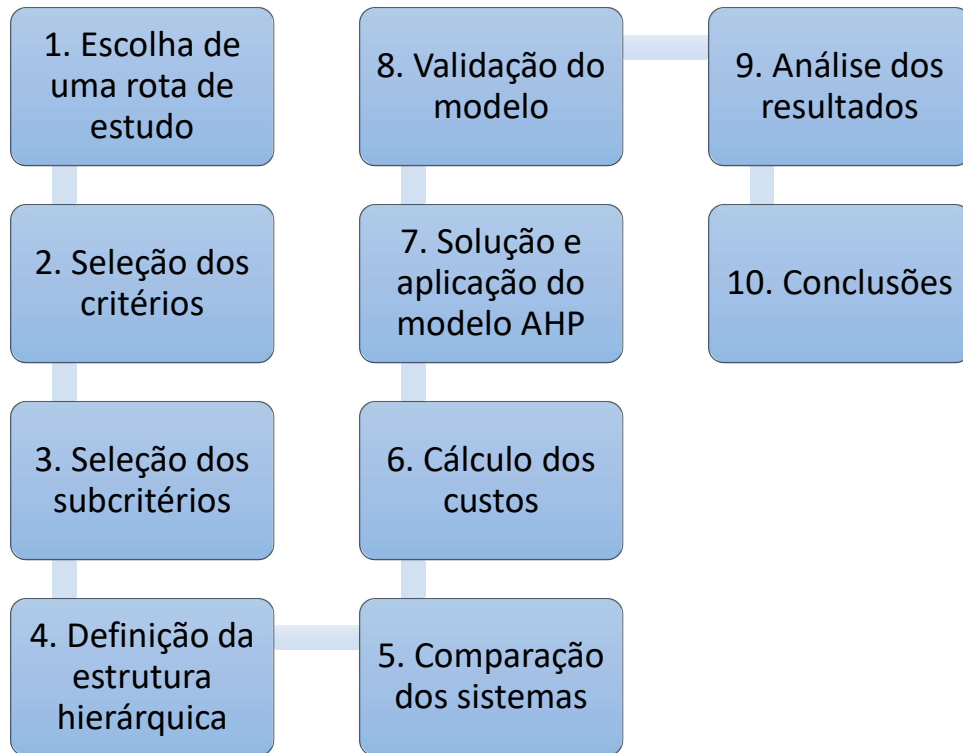 1. Escolha de
uma rota de
estudo
2. Seleção dos
critérios
3. Seleção dos
subcritérios
4. Definição da
estrutura
hierárquica
5. Comparação
dos sistemas
6. Cálculo dos
custos
7. Solução e
aplicação do
modelo AHP
8. Validação do
modelo
9. Análise dos
resultados
10. Conclusões